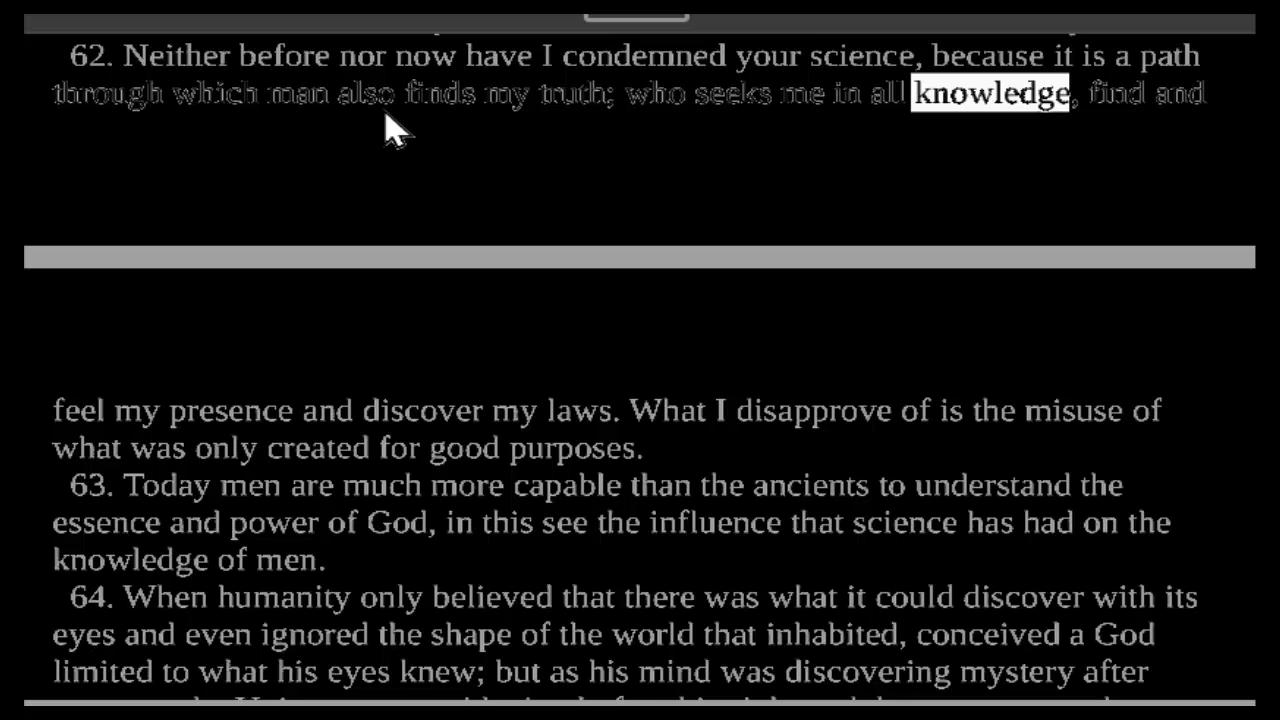 62. Neither before nor now have I condemned your science, because it is a path
through which man also finds my truth; who seeks me in all knowledge, find and
feel my presence and discover my laws. What I disapprove of is the misuse of
what was only created for good purposes.
63. Today men are much more capable than the ancients to understand the
essence and power of God, in this see the influence that science has had on the
knowledge of men.
64. When humanity only believed that there was what it could discover with its
eyes and even ignored the shape of the world that inhabited, conceived a God
limited to what his eyes knew; but as his mind was discovering mystery after